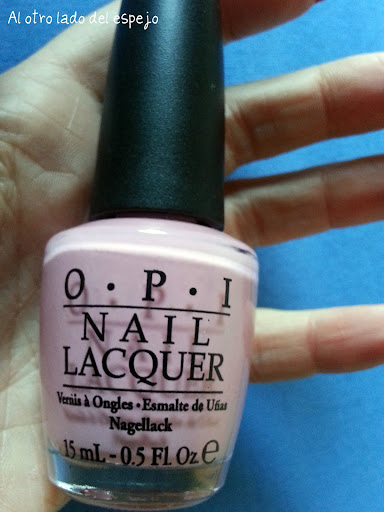 Al otro lado del espejo
O·P·I
NAIL
LACQUER
Vernis à Ongles · Esmalte de Uñas
Nagellack
15 mL - 0.5 Fl. Oz ℮